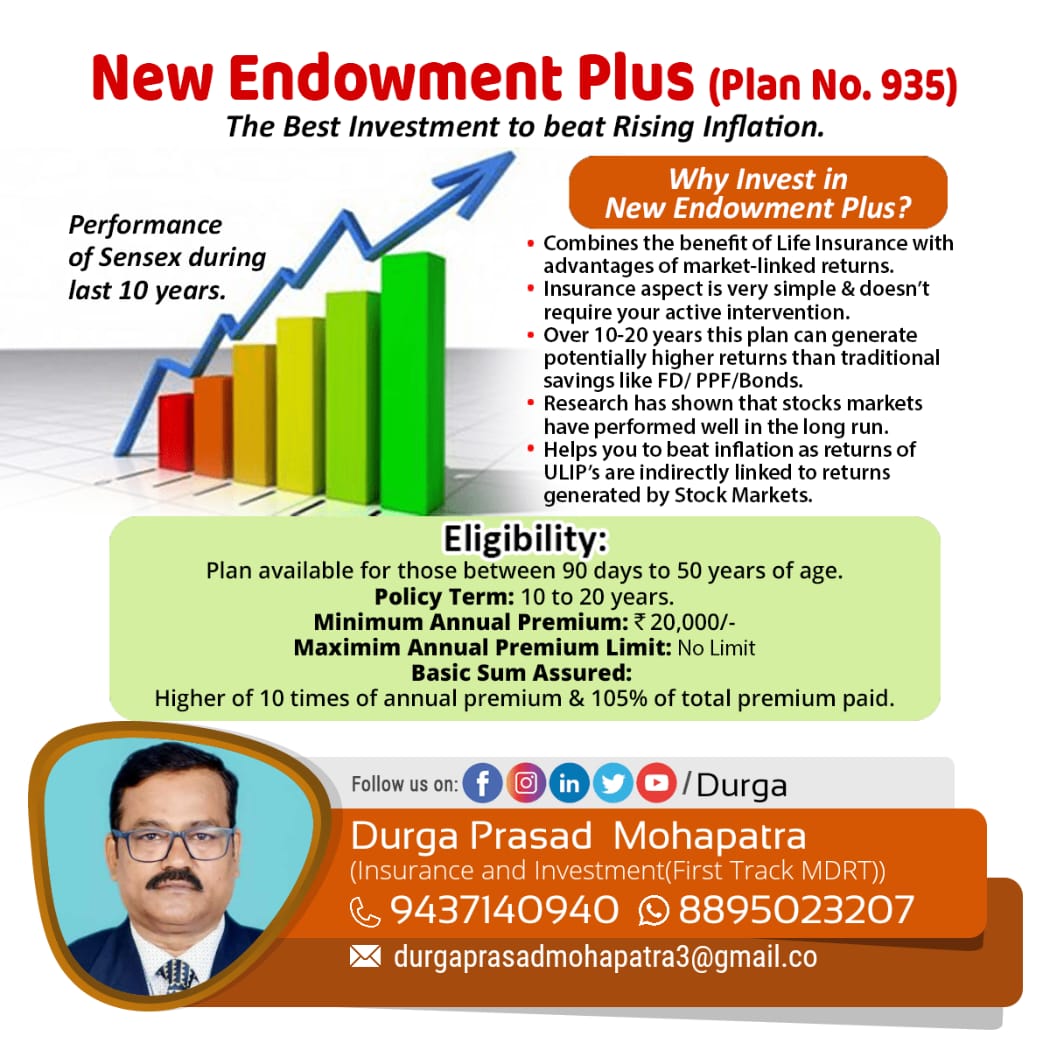 New Endowment Plus (Plan No. 935)
The Best Investment to beat Rising Inflation.
Performance
of Sensex during
last 10 years.
Why Invest in
New Endowment Plus?
• Combines the benefit of Life Insurance with
advantages of market-linked returns.
• Insurance aspect is very simple & doesn't
require your active intervention.
• Over 10-20 years this plan can generate
potentially higher returns than traditional
savings like FD/ PPF/Bonds.
• Research has shown that stocks markets
have performed well in the long run.
• Helps you to beat inflation as returns of
ULIP's are indirectly linked to returns
generated by Stock Markets.
Eligibility:
Plan available for those between 90 days to 50 years of age.
Policy Term: 10 to 20 years.
Minimum Annual Premium: ₹ 20,000/-
Maximim Annual Premium Limit: No Limit
Basic Sum Assured:
Higher of 10 times of annual premium & 105% of total premium paid.
Follow us on: / Durga
Durga Prasad Mohapatra
(Insurance and Investment(First Track MDRT))
9437140940 8895023207
durgaprasadmohapatra3@gmail.co